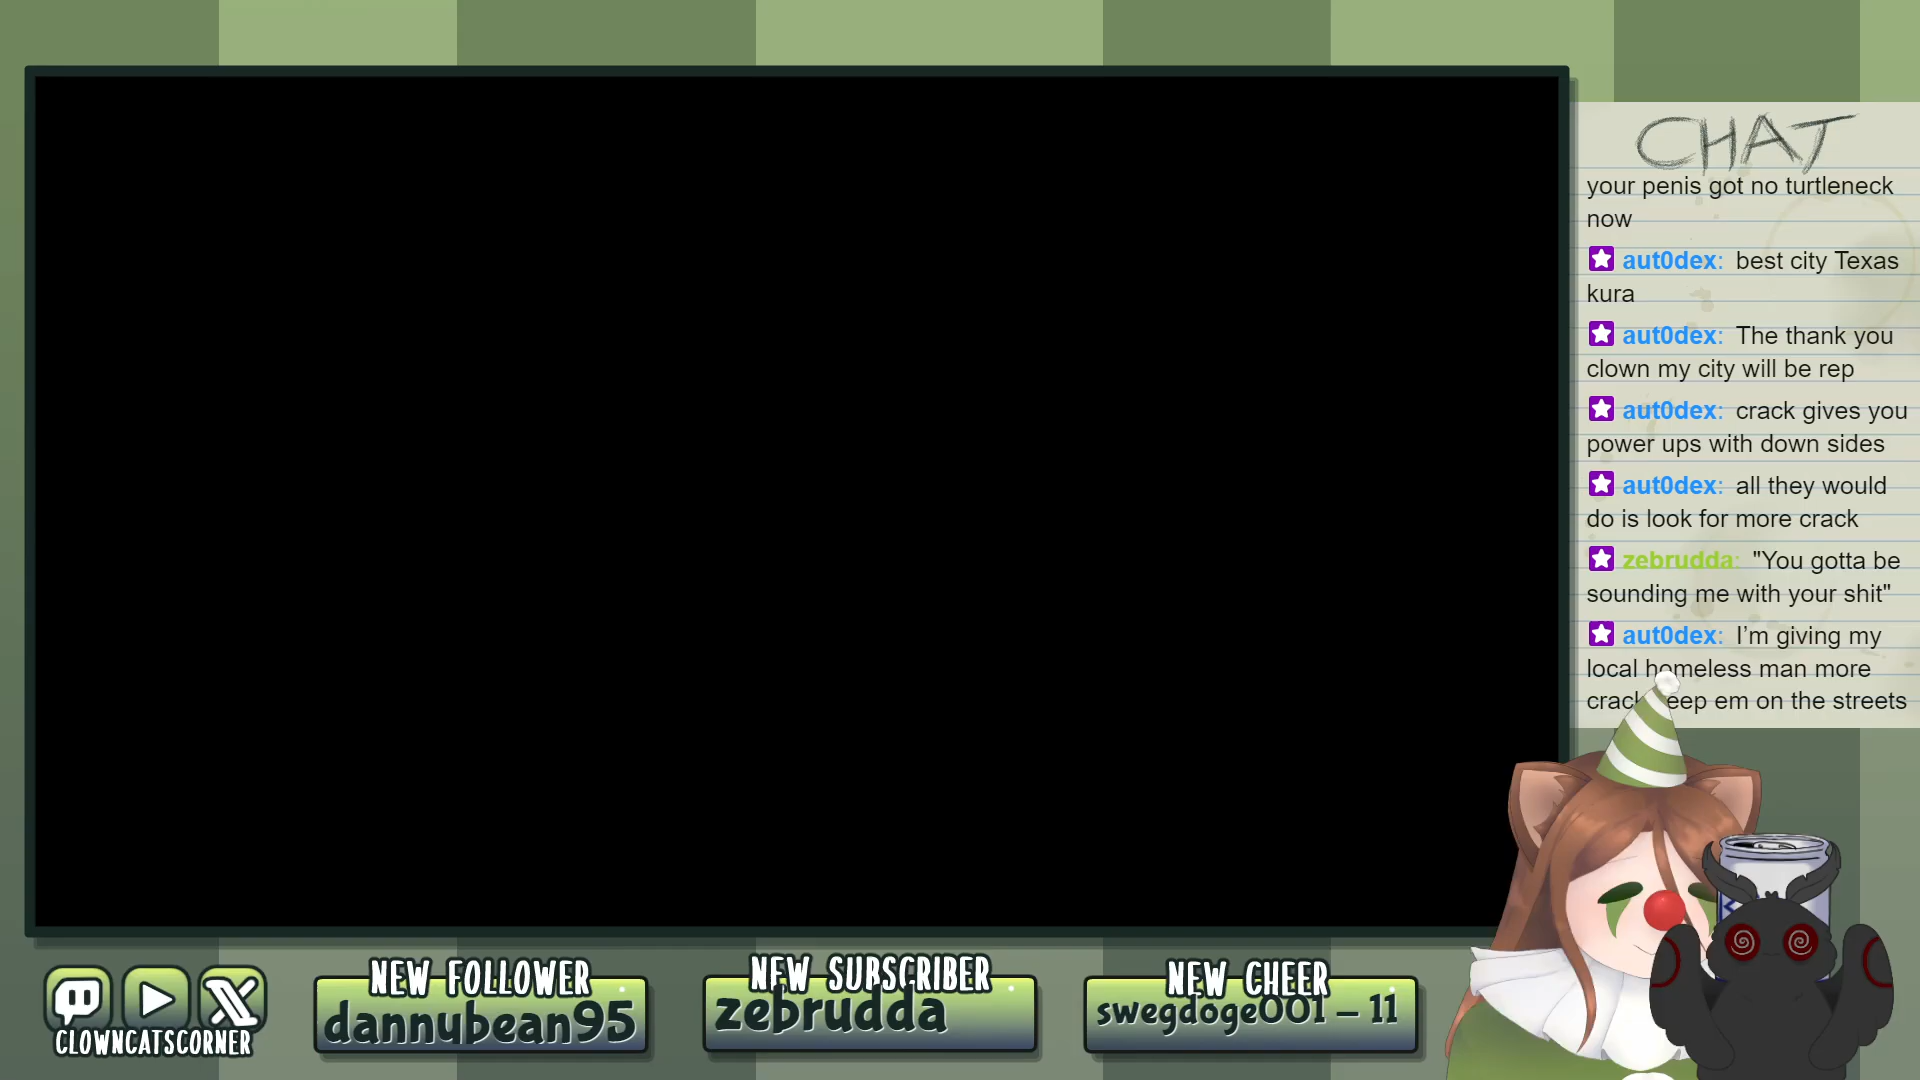 CHAT
your penis got no turtleneck
now
aut0dex: best city Texas
kura
aut0dex: The thank you
clown my city will be rep
aut0dex: crack gives you
power ups with down sides
aut0dex: all they would
do is look for more crack
zebrudda: "You gotta be
sounding me with your shit"
aut0dex: I’m giving my
local homeless man more
eep em on the streets
CLOWNCATSCORNER
NEW FOLLOWER
dannubean95
NEW SUBSCRIBER
zebrudda
NEW CHEER
swegdoge001 – 11